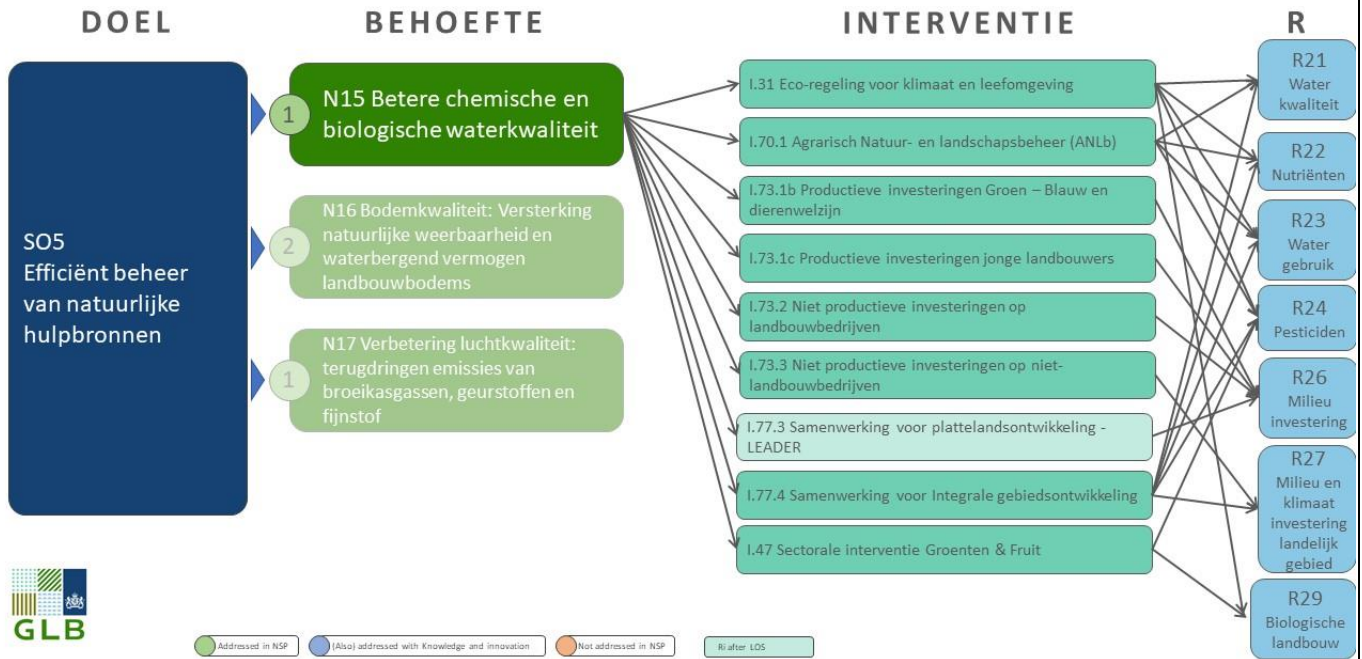 DOEL
BEHOEFTE
INTERVENTIE
R
SO5
Efficiënt beheer
van natuurlijke
hulpbronnen
1
N15 Betere chemische en
biologische waterkwaliteit
2
N16 Bodemkwaliteit: Versterking
natuurlijke weerbaarheid en
waterbergend vermogen
landbouwbodems
1
N17 Verbetering luchtkwaliteit:
terugdringen emissies van
broeikasgassen, geurstoffen en
fijnstof
I.31 Eco-regeling voor klimaat en leefomgeving
I.70.1 Agrarisch Natuur- en landschapsbeheer (ANLb)
I.73.1b Productieve investeringen Groen – Blauw en
dierenwelzijn
I.73.1c Productieve investeringen jonge landbouwers
I.73.2 Niet productieve investeringen op
landbouwbedrijven
I.73.3 Niet productieve investeringen op niet-
landbouwbedrijven
I.77.3 Samenwerking voor plattelandsontwikkeling -
LEADER
I.77.4 Samenwerking voor Integrale gebiedsontwikkeling
I.47 Sectorale interventie Groenten & Fruit
R21
Water
kwaliteit
R22
Nutriënten
R23
Water
gebruik
R24
Pesticiden
R26
Milieu
investering
R27
Milieu en
klimaat
investering
landelijk
gebied
R29
Biologische
landbouw
GLB
Addressed in NSP
(Also) addressed with Knowledge and innovation
Not addressed in NSP
Ri after LOS